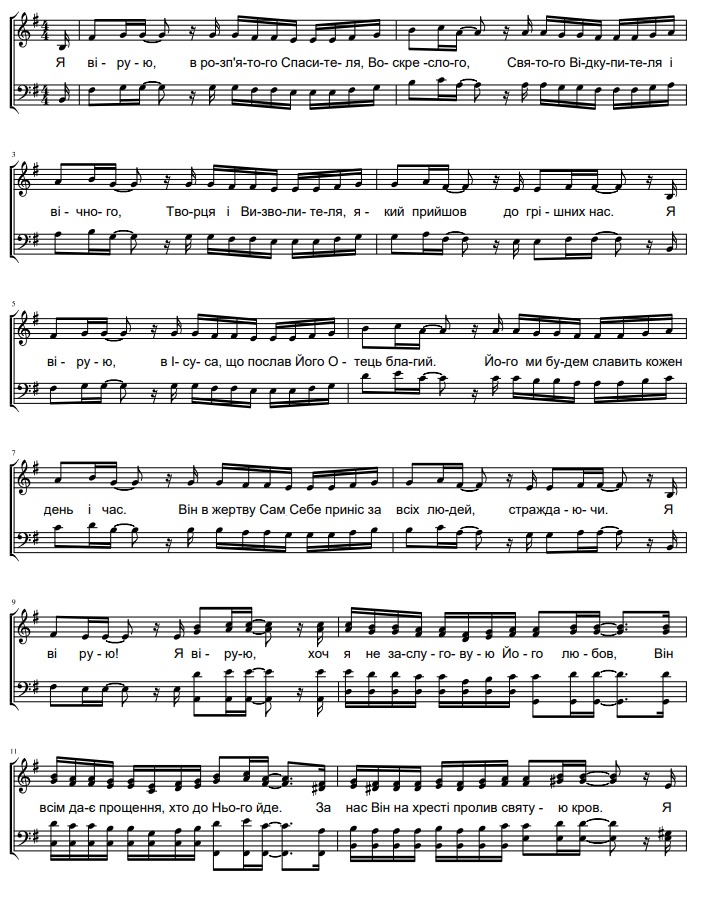 Я ві - ру - ю, в ро-зп'я-то-го Спаси-те- ля, Во- скре -сло-го, Свя-то-го Ві-дку-пи-те-ля і
3
ві - чно-го, Тво-рця і Ви-зво-ли-те-ля, я- кий прийшов до грі-шних нас. Я
5
ві - ру-ю, в І-су-са, що послав Його О - тець бла-гий. Йо-го ми бу-дем славить кожен
7
день і час. Він в жертву Сам Себе приніс за всіх лю-дей, стражда - ю- чи. Я
9
ві ру- ю! Я ві - ру-ю, хоч я не за-слу-го-ву-ю Йо - го лю - бов, Він
11
всім да-є прощення, хто до Ньо-го йде. За нас Він на хресті пролив святу - ю кров. Я